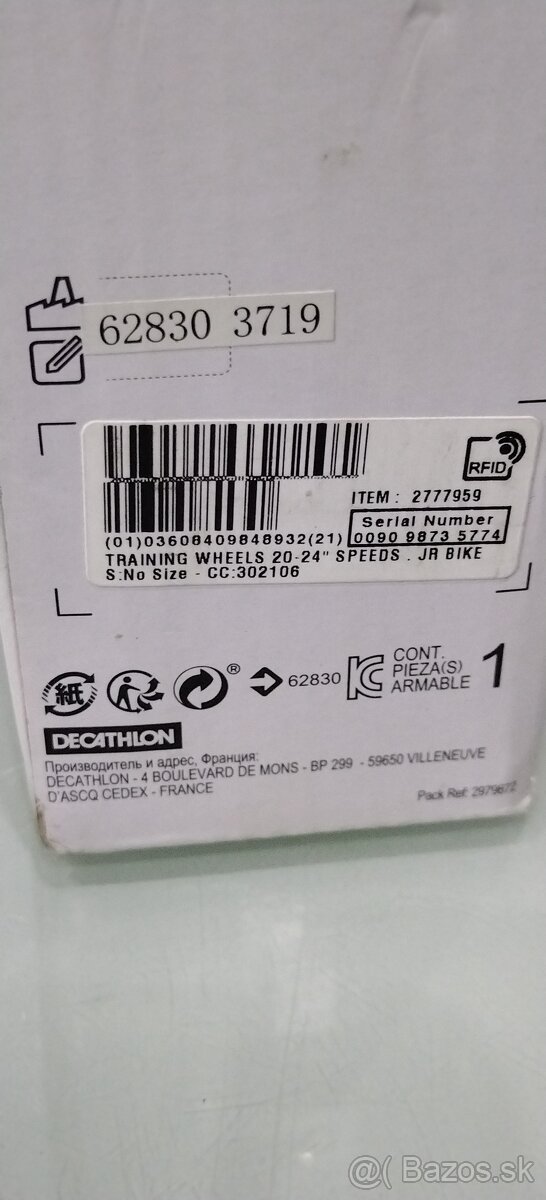 62830 3719
RFID
ITEM : 2777959
Serial Number
(01)03608409848932(21) 0090 9873 5774
TRAINING WHEELS 20-24" SPEEDS . JR BIKE
S:No Size - CC:302106
紙 ® 62830
CONT.
PIEZA(S)
ARMABLE 1
DECATHLON
Производитель и адрес, Франция:
DECATHLON - 4 BOULEVARD DE MONS - BP 299 - 59650 VILLENEUVE
D'ASCQ CEDEX - FRANCE
Pack Ref: 2979872
@( Bazos.sk